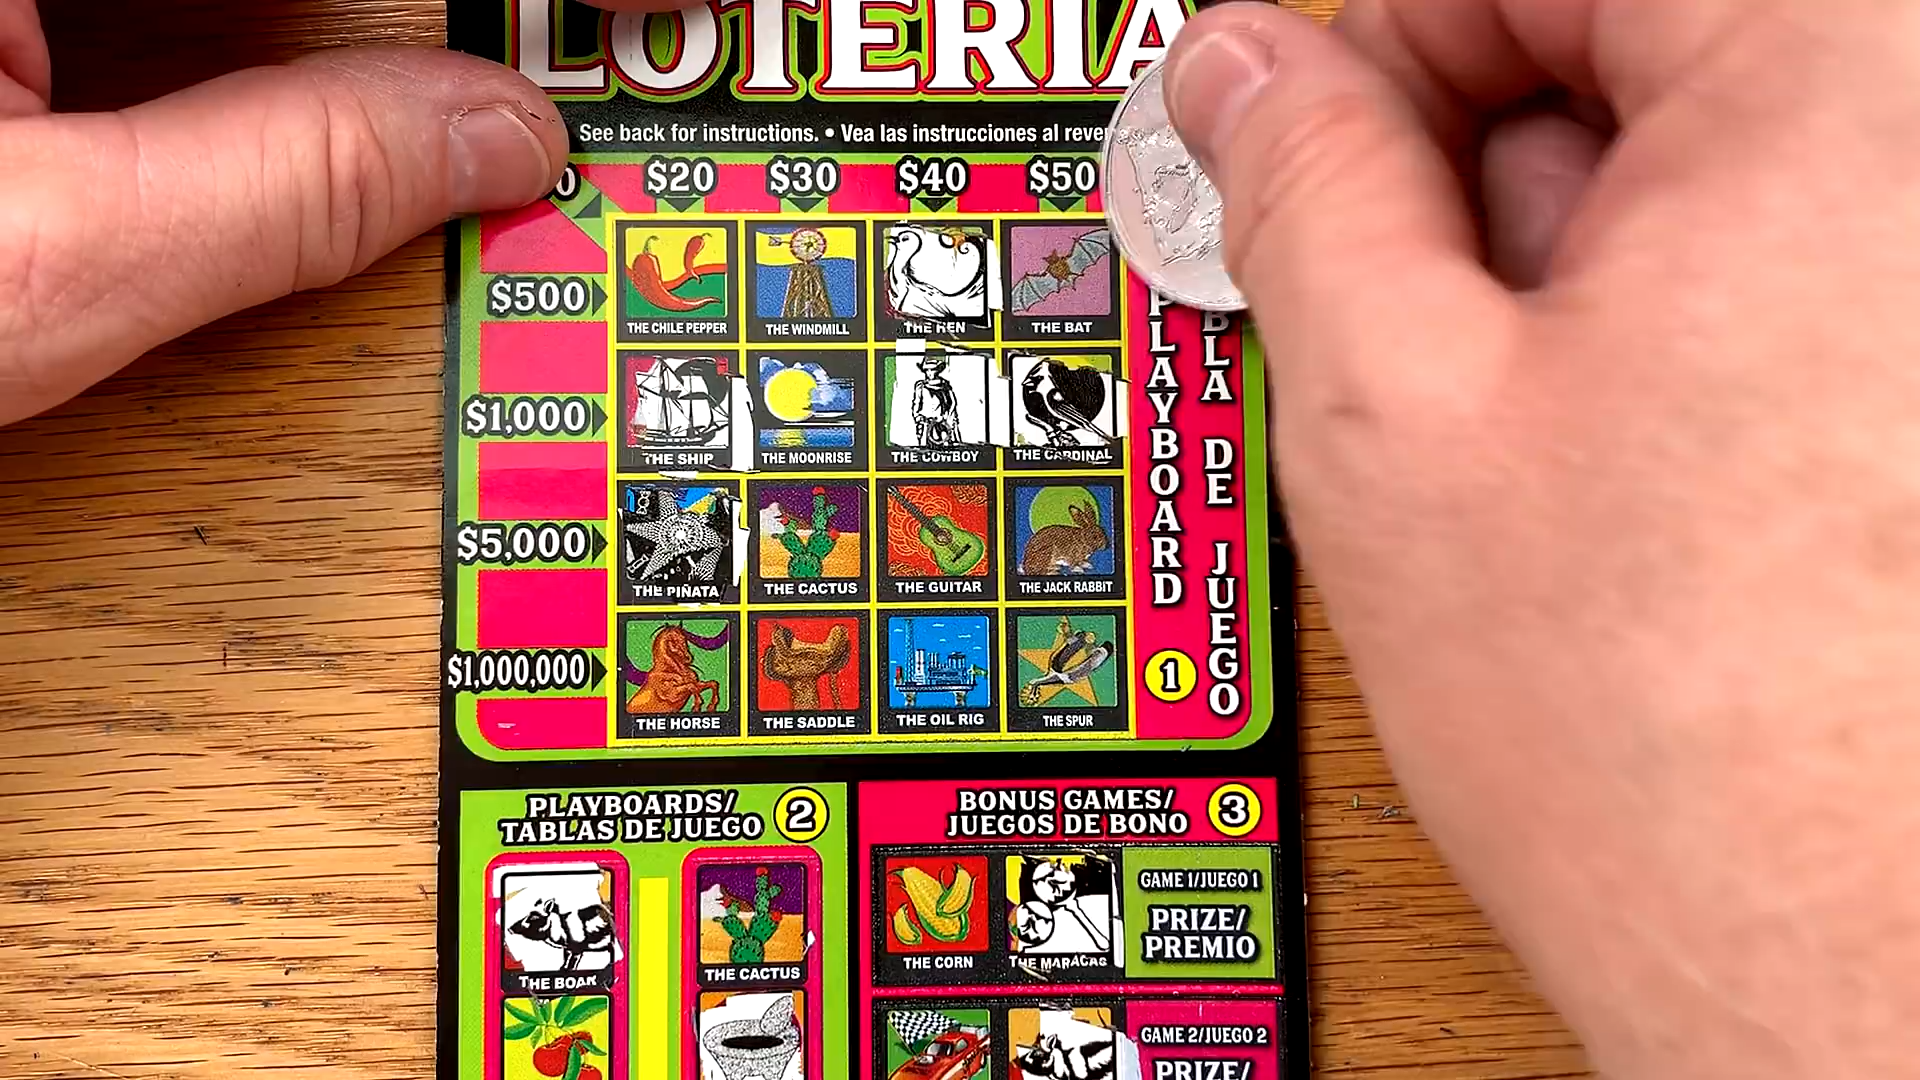 LOTERIA
See back for instructions. • Vea las instrucciones al rever
$20 $30 $40 $50
$500
THE CHILE PEPPER THE WINDMILL THE HEN THE BAT
$1,000
THE SHIP THE MOONRISE THE COWBOY THE CARDINAL
$5,000
THE PIÑATA THE CACTUS THE GUITAR THE JACK RABBIT
$1,000,000
THE HORSE THE SADDLE THE OIL RIG THE SPUR
PLAYBOARD
BLA DE JUEGO
1
PLAYBOARDS/
TABLAS DE JUEGO
2
THE BOAR
THE CACTUS
BONUS GAMES/
JUEGOS DE BONO
3
THE CORN THE MARACAS
GAME 1/JUEGO 1
PRIZE/
PREMIO
GAME 2/JUEGO 2
PRIZE/